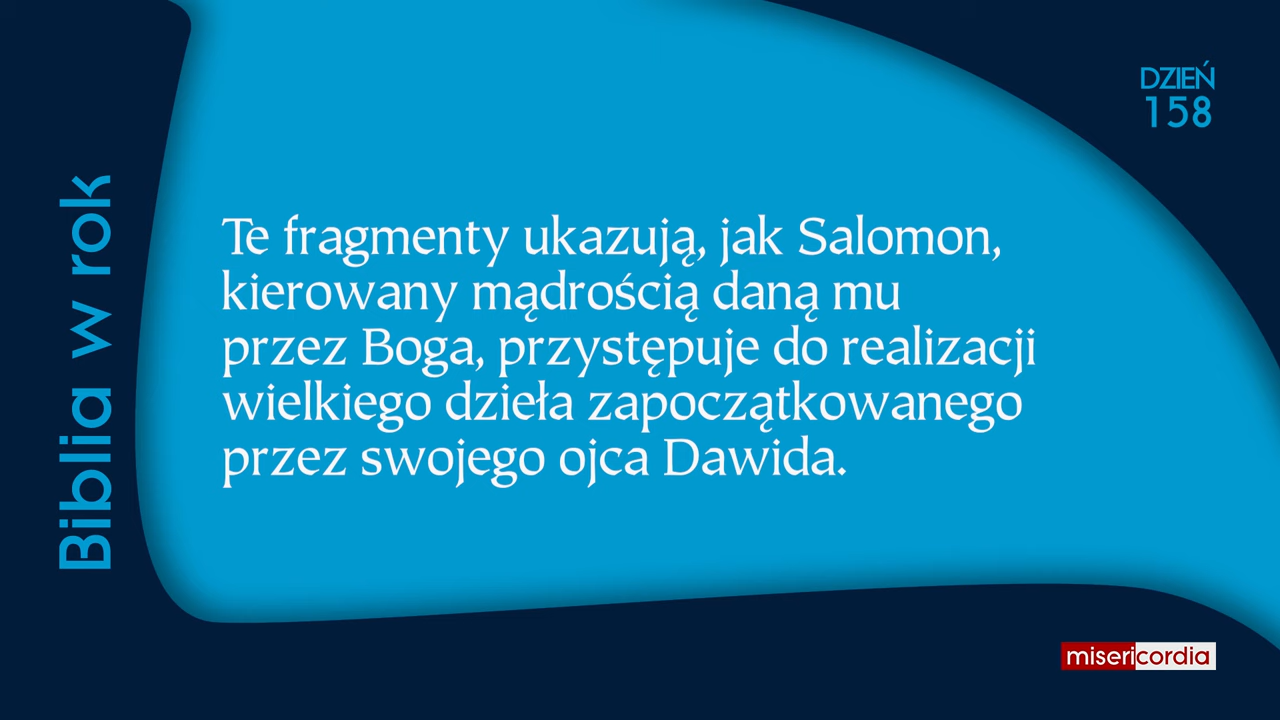 DZIEŃ
158
Biblia w rok
Te fragmenty ukazują, jak Salomon,
kierowany mądrością daną mu
przez Boga, przystępuje do realizacji
wielkiego dzieła zapoczątkowanego
przez swojego ojca Dawida.
misericordia